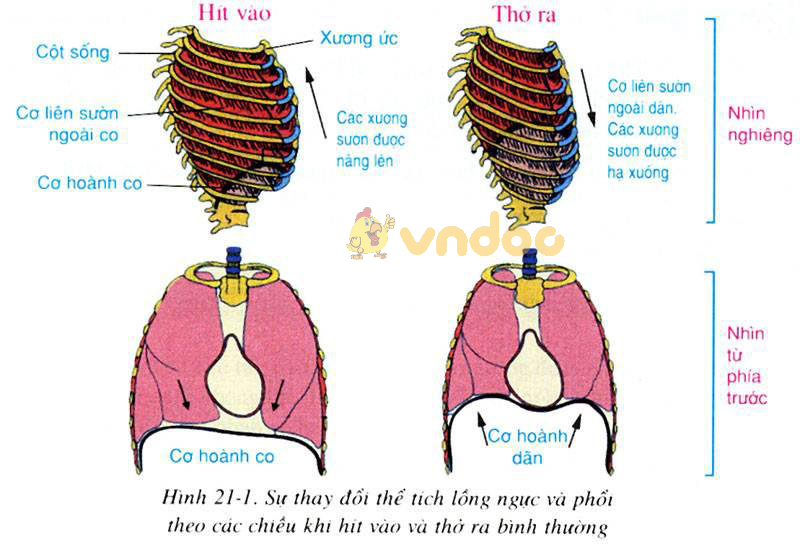 Hít vào
Thở ra
Cột sống
Xương ức
Cơ liên sườn
ngoài co
Các xương
sườn được
nâng lên
Cơ hoành co
Cơ liên sườn
ngoài dãn.
Các xương
sườn được
hạ xuống
Nhìn
nghiêng
vndoc
Cơ hoành co
Cơ hoành
dãn
Nhìn
từ
phía
trước
Hình 21-1. Sự thay đổi thể tích lồng ngực và phổi
theo các chiều khi hít vào và thở ra bình thường